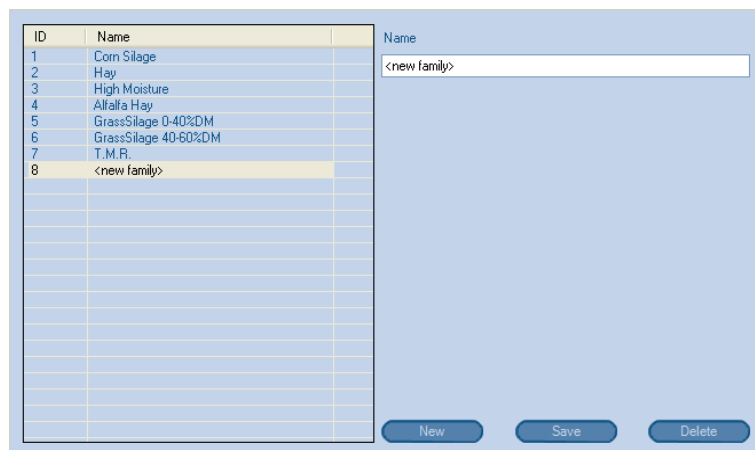 ID Name
1 Corn Silage
2 Hay
3 High Moisture
4 Alfalfa Hay
5 GrassSilage 0-40%DM
6 GrassSilage 40-60%DM
7 T.M.R.
8 <new family>
Name
<new family>
New Save Delete